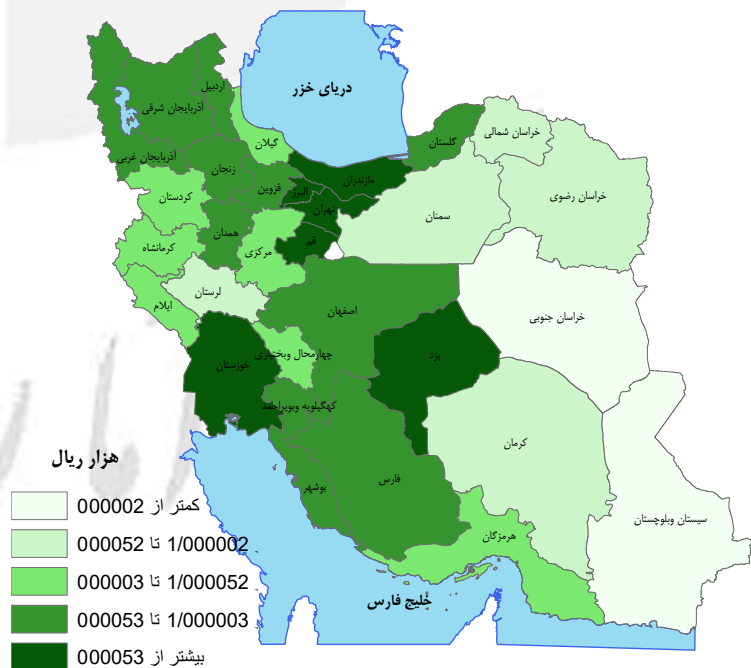 دریای خزر
اردبیل
آذربایجان شرقی
گیلان
گلستان
خراسان شمالی
آذربایجان غربی
زنجان
قزوین
البرز
مازندران
تهران
خراسان رضوی
کردستان
سمنان
همدان
قم
مرکزی
کرمانشاه
لرستان
ایلام
اصفهان
خراسان جنوبی
چهارمحال وبختیاری
یزد
خوزستان
کهگیلویه وبویراحمد
کرمان
فارس
بوشهر
سیستان وبلوچستان
هرمزگان
خلیج فارس
هزار ریال
کمتر از 000002
1/000002 تا 000052
1/000052 تا 000003
1/000003 تا 000053
بیشتر از 000053